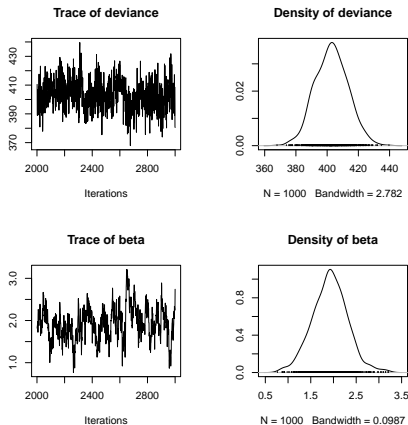 Trace of deviance
370 390 410 430
2000 2400 2800
Iterations
Density of deviance
0.00 0.02
360 380 400 420 440
N = 1000 Bandwidth = 2.782
Trace of beta
1.0 2.0 3.0
2000 2400 2800
Iterations
Density of beta
0.0 0.4 0.8
0.5 1.5 2.5 3.5
N = 1000 Bandwidth = 0.0987